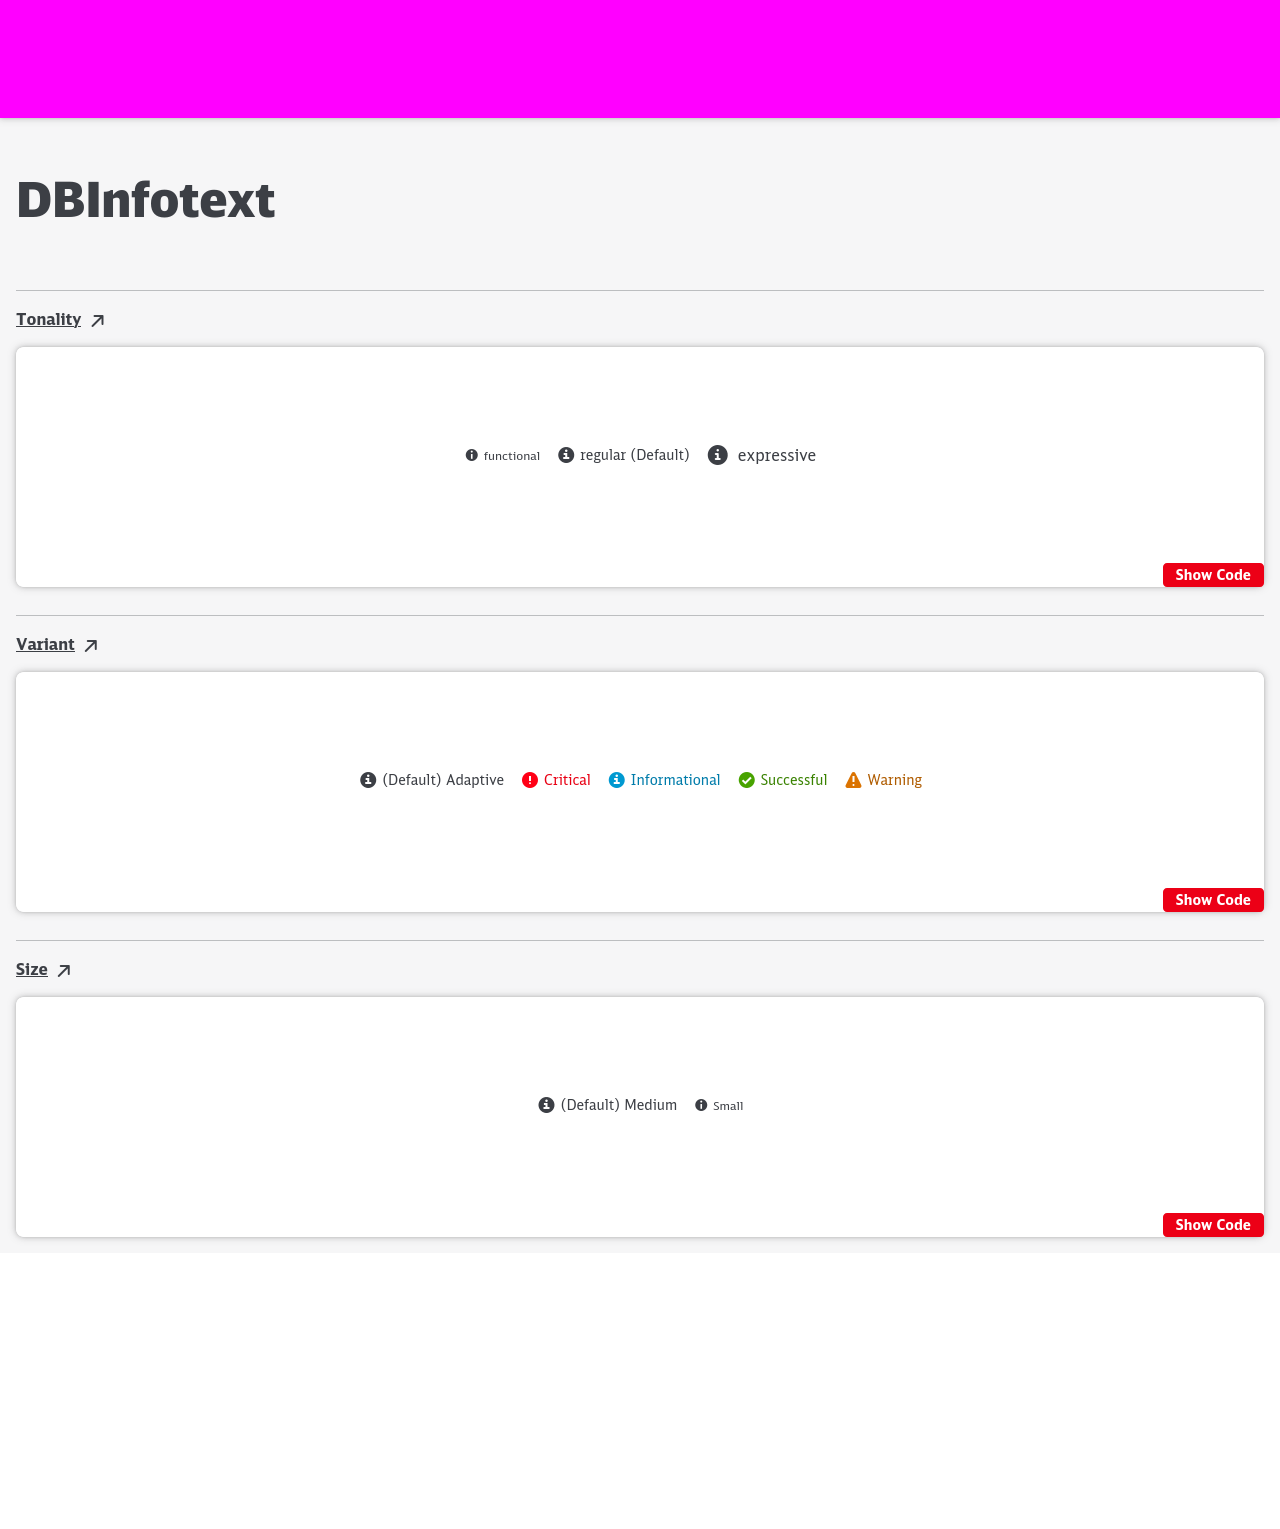 DBInfotext
Tonality
functional regular (Default) expressive
Show Code
Variant
(Default) Adaptive Critical Informational Successful Warning
Show Code
Size
(Default) Medium Small
Show Code